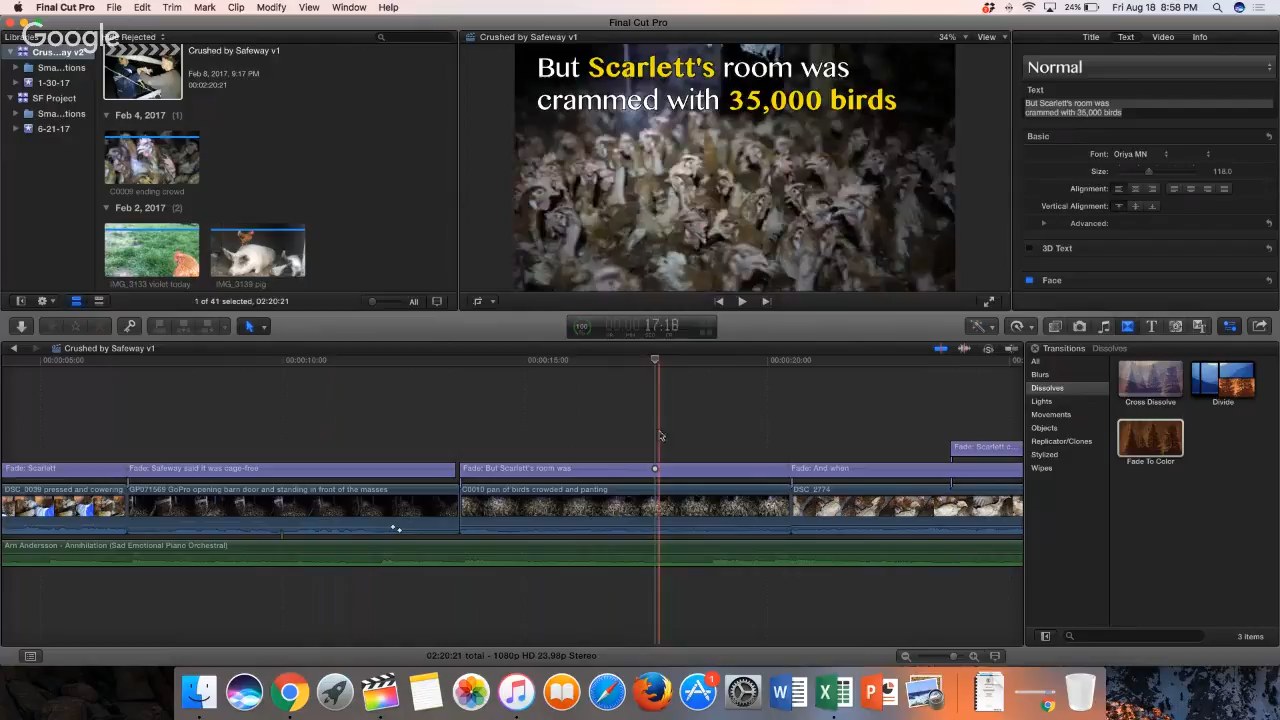 Final Cut Pro File Edit Trim Mark Clip Modify View Window Help 24% Fri Aug 18 8:58 PM
Final Cut Pro
Google
Rejected
Crushed by Safeway v1 34% View
Title Text Video Info
Crus...ay v2
Sma...tions
1-30-17
SF Project
Sma...tions
6-21-17
Crushed by Safeway v1
Feb 8, 2017, 9:17 PM
00:02:20:21
Feb 4, 2017 (1)
C0009 ending crowd
Feb 2, 2017 (2)
IMG_3133 violet today IMG_3139 pig
1 of 41 selected, 02:20:21 All
But Scarlett's room was
crammed with 35,000 birds
Normal
Text
But Scarlett's room was
crammed with 35,000 birds
Basic
Font: Oriya MN
Size: 118.0
Alignment:
Vertical Alignment:
Advanced:
3D Text
Face
100 17:18
Crushed by Safeway v1
00:00:05:00 00:00:10:00 00:00:15:00 00:00:20:00
Fade: Scarlett c...
Fade: Scarlett Fade: Safeway said it was cage-free Fade: But Scarlett's room was Fade: And when
DSC_0039 pressed and cowering GP071569 GoPro opening barn door and standing in front of the masses C0010 pan of birds crowded and panting DSC_2774
Arn Andersson - Annihilation (Sad Emotional Piano Orchestral)
Transitions Dissolves
All
Blurs
Dissolves
Lights
Movements
Objects
Replicator/Clones
Stylized
Wipes
Cross Dissolve Divide
Fade To Color
3 items
02:20:21 total - 1080p HD 23.98p Stereo
1